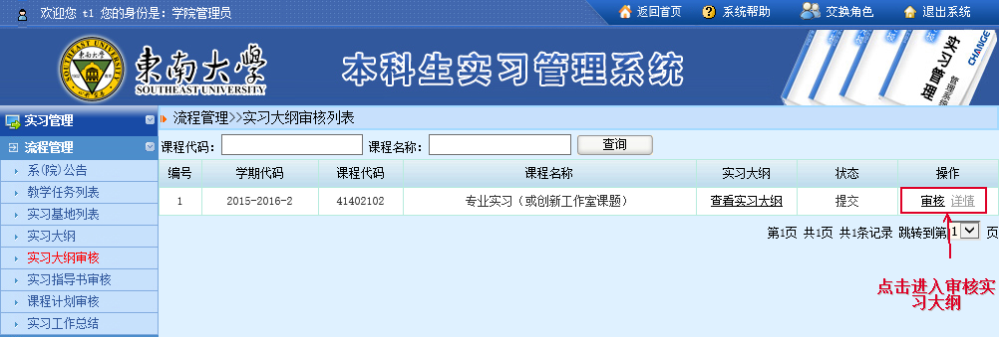 欢迎您 t1 您的身份是：学院管理员
返回首页 系统帮助 交换角色 退出系统
東南大學
SOUTHEAST UNIVERSITY
本科生实习管理系统
实习管理
CHANGE
实习管理
流程管理>>实习大纲审核列表
流程管理
课程代码： 课程名称： 查询
系(院)公告
教学任务列表
实习基地列表
实习大纲
实习大纲审核
实习指导书审核
课程计划审核
实习工作总结
编号 学期代码 课程代码 课程名称 实习大纲 状态 操作
1 2015-2016-2 41402102 专业实习（或创新工作室课题） 查看实习大纲 提交 审核 详情
第1页 共1页 共1条记录 跳转到第 1 页
点击进入审核实
习大纲